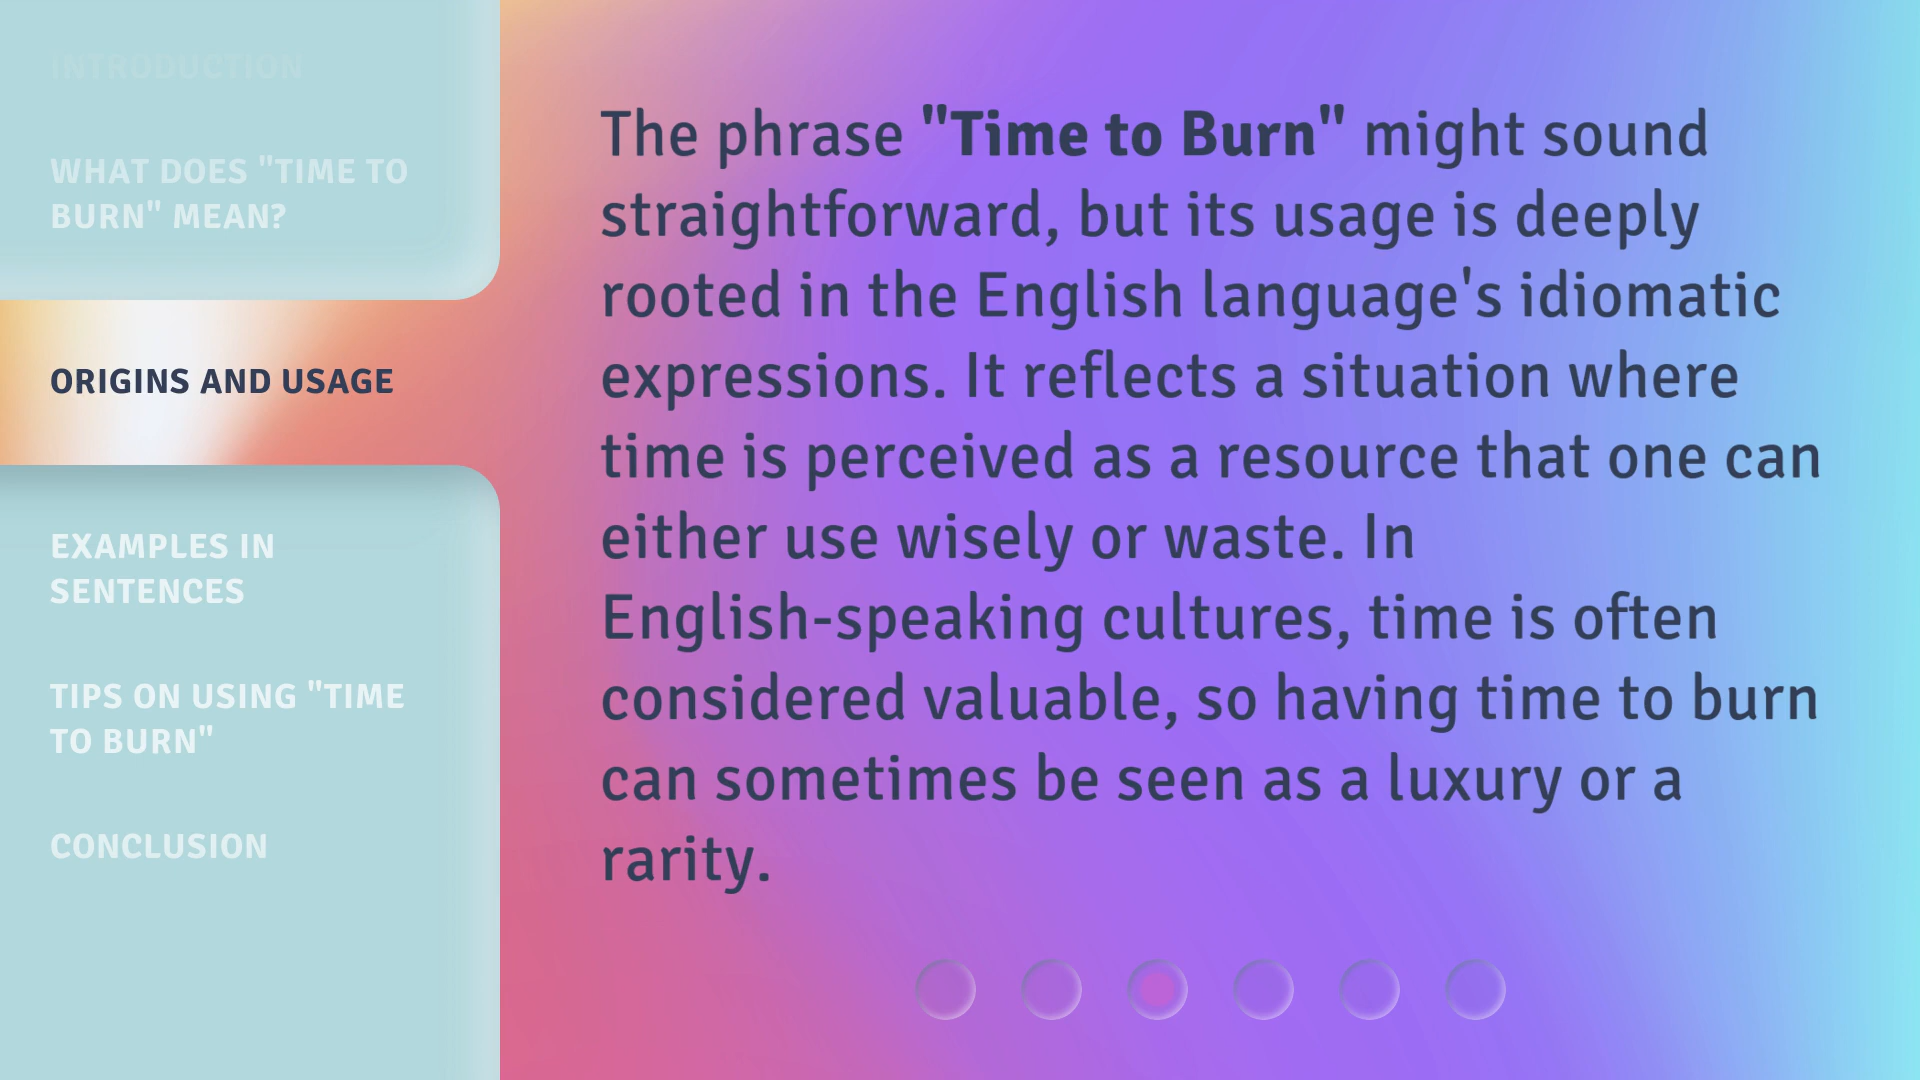 INTRODUCTION
WHAT DOES "TIME TO
BURN" MEAN?
ORIGINS AND USAGE
EXAMPLES IN
SENTENCES
TIPS ON USING "TIME
TO BURN"
CONCLUSION
The phrase "Time to Burn" might sound
straightforward, but its usage is deeply
rooted in the English language's idiomatic
expressions. It reflects a situation where
time is perceived as a resource that one can
either use wisely or waste. In
English-speaking cultures, time is often
considered valuable, so having time to burn
can sometimes be seen as a luxury or a
rarity.